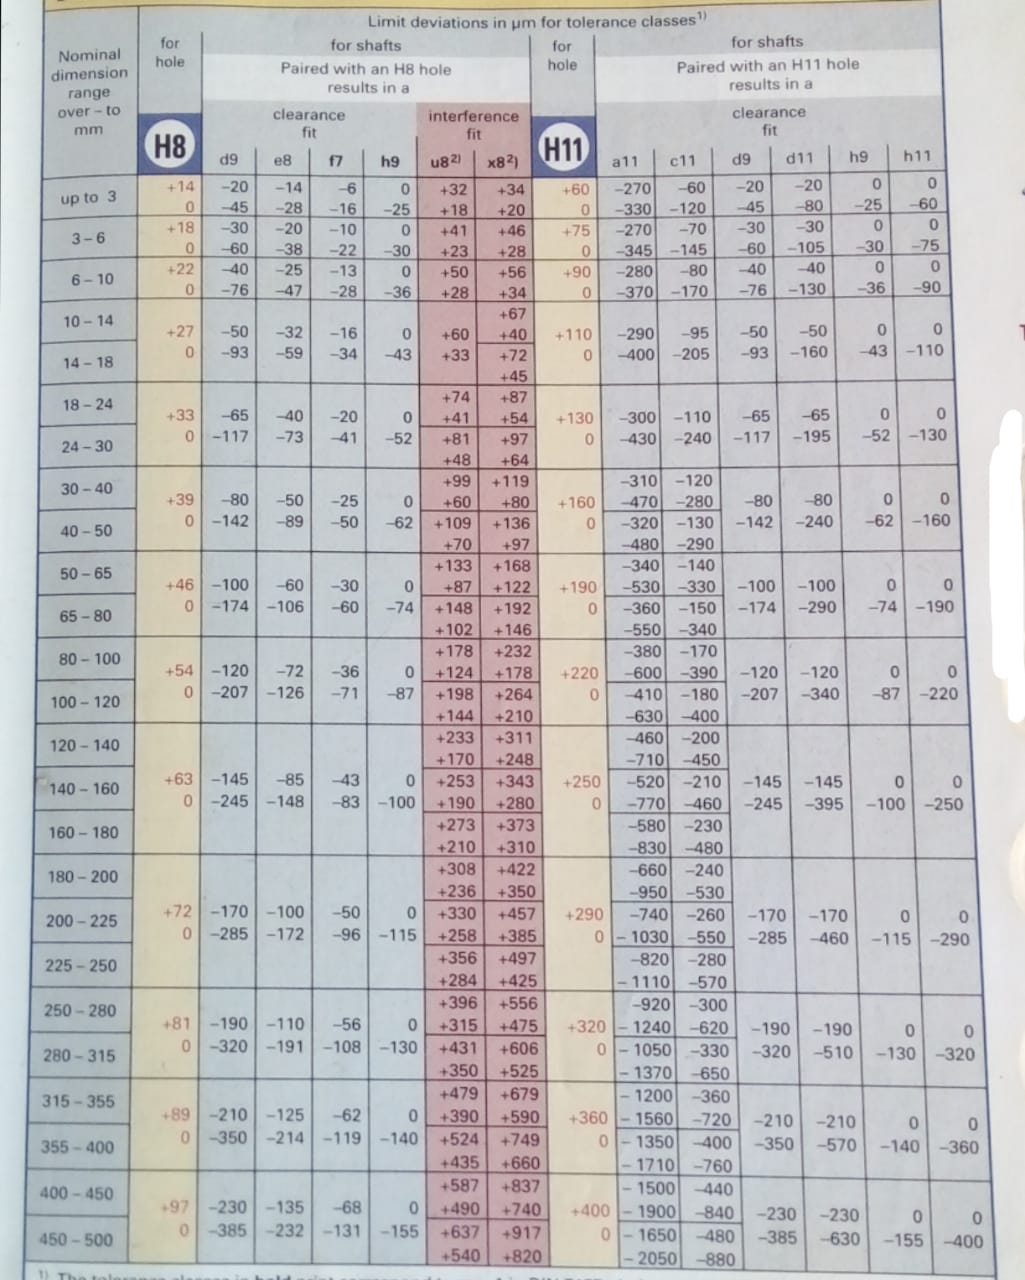 Limit deviations in µm for tolerance classes¹⁾
Nominal dimension range over – to mm
for hole
for shafts
for hole
for shafts
Paired with an H8 hole results in a
Paired with an H11 hole results in a
clearance fit
interference fit
clearance fit
H8 d9 e8 f7 h9 u8²⁾ x8²⁾ H11 a11 c11 d9 d11 h9 h11
up to 3 +14 −20 −14 −6 0 +32 +34 +60 −270 −60 −20 −20 0 0
0 −45 −28 −16 −25 +18 +20 0 −330 −120 −45 −80 −25 −60
3 – 6 +18 −30 −20 −10 0 +41 +46 +75 −270 −70 −30 −30 0 0
0 −60 −38 −22 −30 +23 +28 0 −345 −145 −60 −105 −30 −75
6 – 10 +22 −40 −25 −13 0 +50 +56 +90 −280 −80 −40 −40 0 0
0 −76 −47 −28 −36 +28 +34 0 −370 −170 −76 −130 −36 −90
10 – 14 +67
+27 −50 −32 −16 0 +60 +40 +110 −290 −95 −50 −50 0 0
14 – 18 0 −93 −59 −34 −43 +33 +72 0 −400 −205 −93 −160 −43 −110
+45
18 – 24 +74 +87
+33 −65 −40 −20 0 +41 +54 +130 −300 −110 −65 −65 0 0
24 – 30 0 −117 −73 −41 −52 +81 +97 0 −430 −240 −117 −195 −52 −130
+48 +64
30 – 40 +99 +119 −310 −120
+39 −80 −50 −25 0 +60 +80 +160 −470 −280 −80 −80 0 0
40 – 50 0 −142 −89 −50 −62 +109 +136 0 −320 −130 −142 −240 −62 −160
+70 +97 −480 −290
50 – 65 +133 +168 −340 −140
+46 −100 −60 −30 0 +87 +122 +190 −530 −330 −100 −100 0 0
65 – 80 0 −174 −106 −60 −74 +148 +192 0 −360 −150 −174 −290 −74 −190
+102 +146 −550 −340
80 – 100 +178 +232 −380 −170
+54 −120 −72 −36 0 +124 +178 +220 −600 −390 −120 −120 0 0
100 – 120 0 −207 −126 −71 −87 +198 +264 0 −410 −180 −207 −340 −87 −220
+144 +210 −630 −400
120 – 140 +233 +311 −460 −200
+170 +248 −710 −450
140 – 160 +63 −145 −85 −43 0 +253 +343 +250 −520 −210 −145 −145 0 0
0 −245 −148 −83 −100 +190 +280 0 −770 −460 −245 −395 −100 −250
160 – 180 +273 +373 −580 −230
+210 +310 −830 −480
180 – 200 +308 +422 −660 −240
+236 +350 −950 −530
200 – 225 +72 −170 −100 −50 0 +330 +457 +290 −740 −260 −170 −170 0 0
0 −285 −172 −96 −115 +258 +385 0 −1030 −550 −285 −460 −115 −290
225 – 250 +356 +497 −820 −280
+284 +425 −1110 −570
250 – 280 +396 +556 −920 −300
+81 −190 −110 −56 0 +315 +475 +320 −1240 −620 −190 −190 0 0
280 – 315 0 −320 −191 −108 −130 +431 +606 0 −1050 −330 −320 −510 −130 −320
+350 +525 −1370 −650
315 – 355 +479 +679 −1200 −360
+89 −210 −125 −62 0 +390 +590 +360 −1560 −720 −210 −210 0 0
355 – 400 0 −350 −214 −119 −140 +524 +749 0 −1350 −400 −350 −570 −140 −360
+435 +660 −1710 −760
400 – 450 +587 +837 −1500 −440
+97 −230 −135 −68 0 +490 +740 +400 −1900 −840 −230 −230 0 0
450 – 500 0 −385 −232 −131 −155 +637 +917 0 −1650 −480 −385 −630 −155 −400
+540 +820 −2050 −880